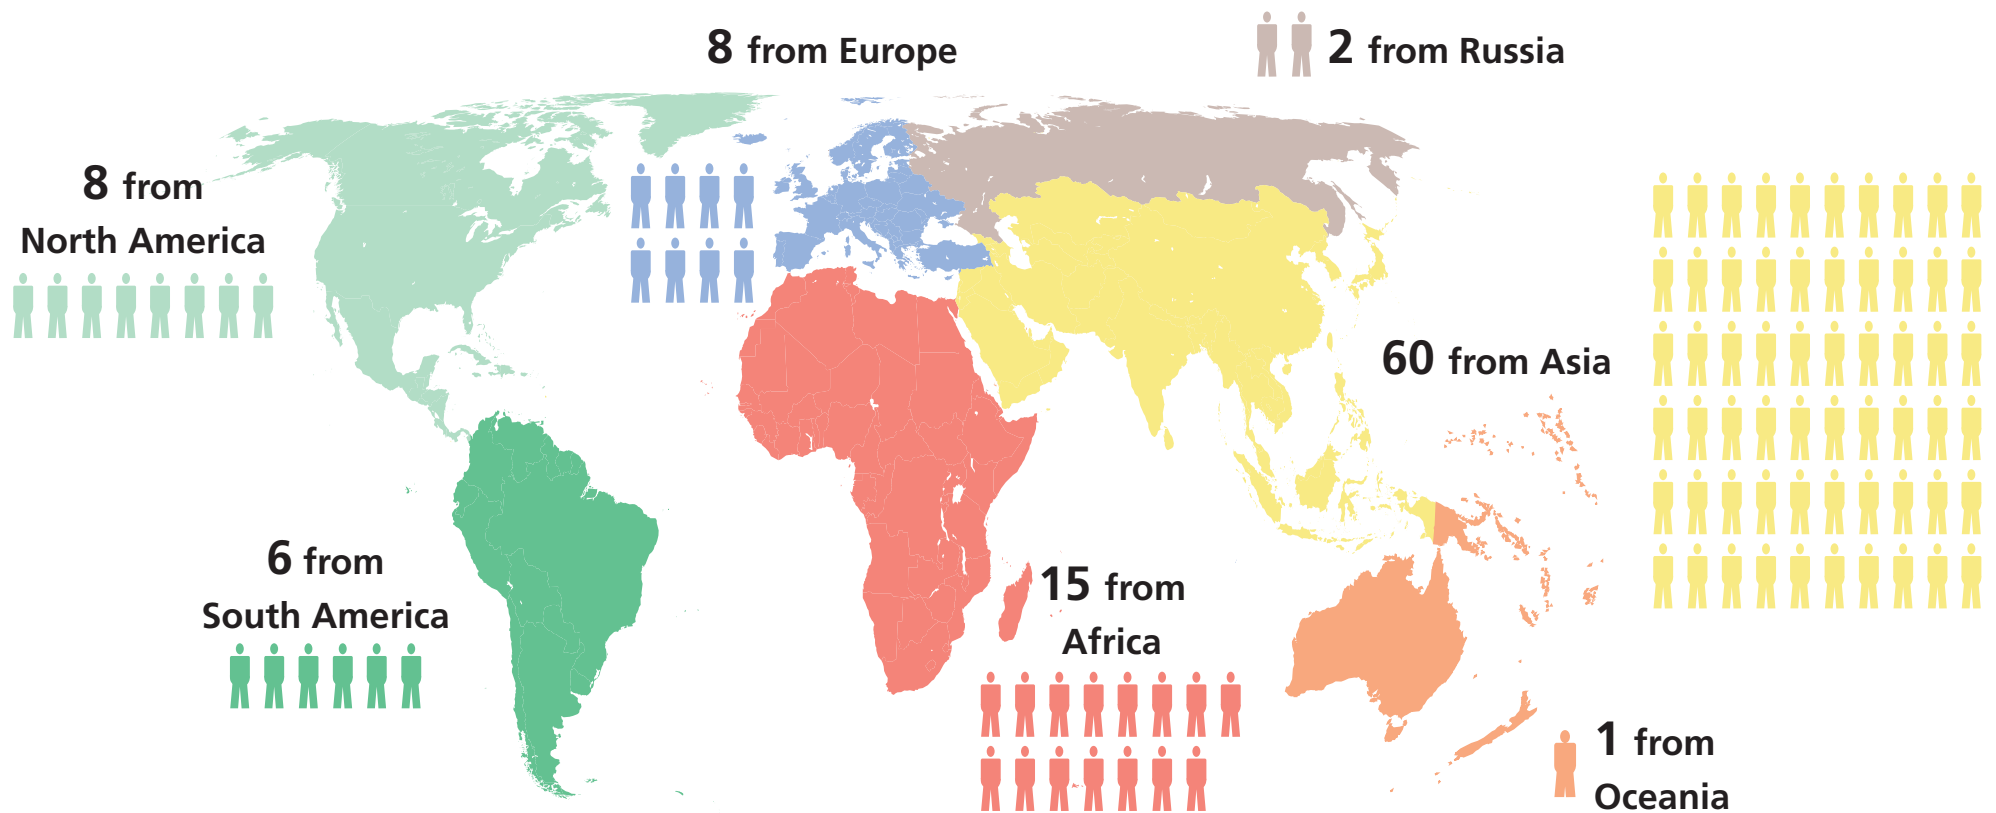 8 from Europe
2 from Russia
8 from
North America
60 from Asia
6 from
South America
15 from
Africa
1 from
Oceania